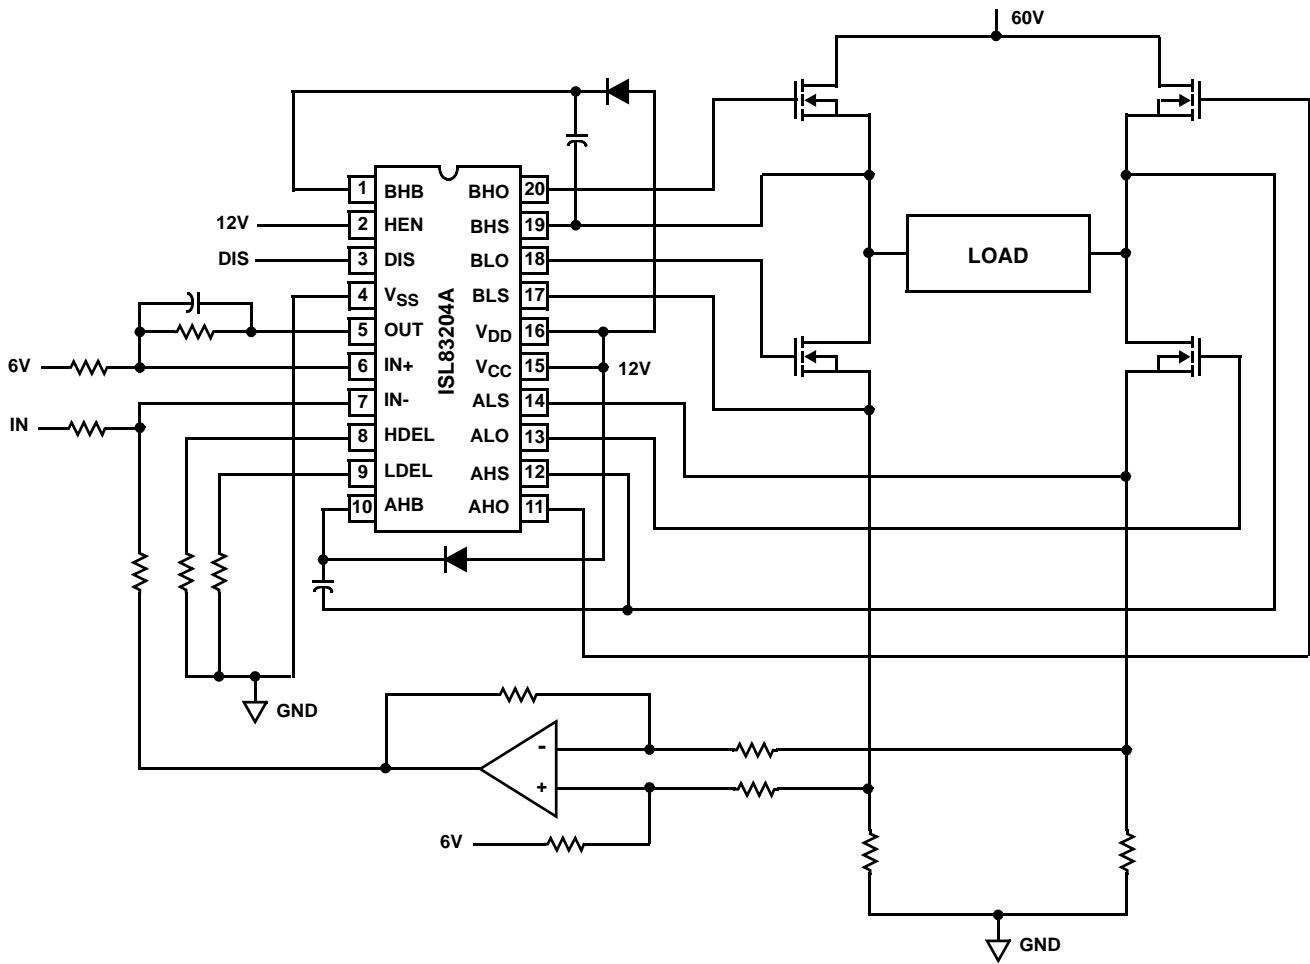 60V
1 BHB BHO 20
12V 2 HEN BHS 19
DIS 3 DIS BLO 18
4 VSS BLS 17
LOAD
5 OUT VDD 16
6V 6 IN+ VCC 15 12V
7 IN- ALS 14
IN 8 HDEL ALO 13
9 LDEL AHS 12
10 AHB AHO 11
ISL83204A
GND
-
+
6V
GND